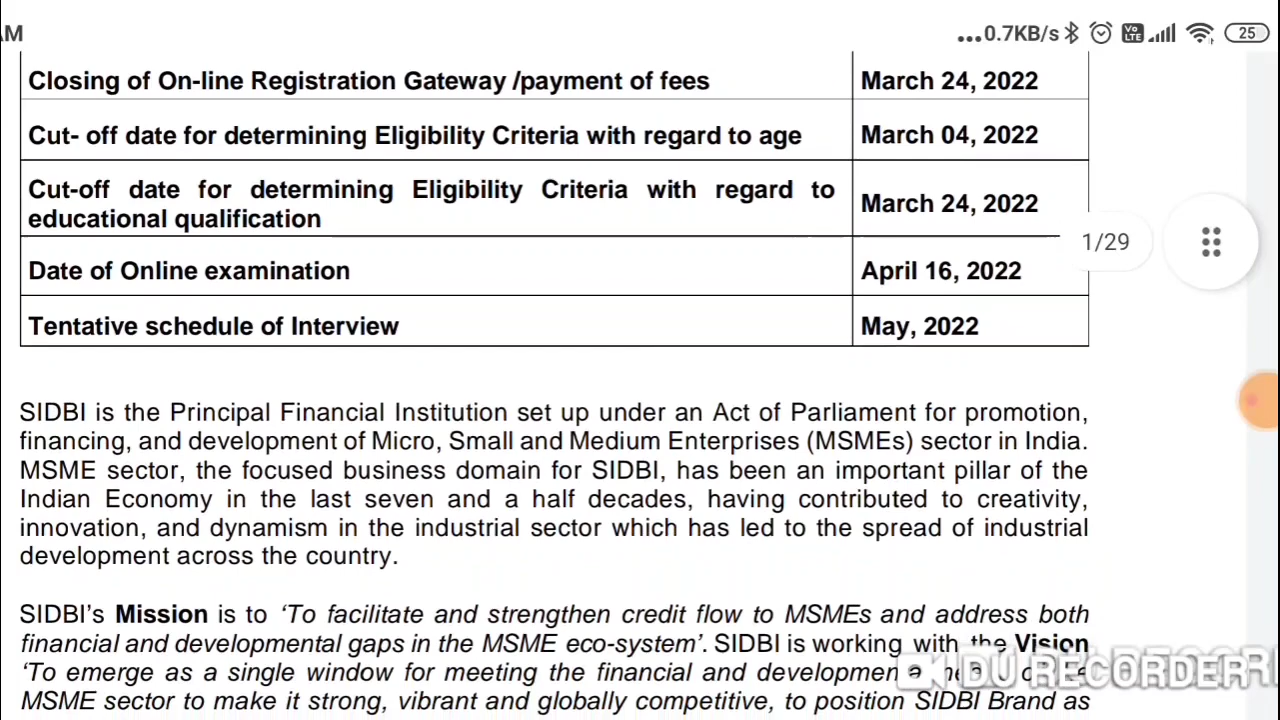 AM
...0.7KB/s 25
Closing of On-line Registration Gateway /payment of fees March 24, 2022
Cut- off date for determining Eligibility Criteria with regard to age March 04, 2022
Cut-off date for determining Eligibility Criteria with regard to
educational qualification March 24, 2022
1/29
Date of Online examination April 16, 2022
Tentative schedule of Interview May, 2022
SIDBI is the Principal Financial Institution set up under an Act of Parliament for promotion,
financing, and development of Micro, Small and Medium Enterprises (MSMEs) sector in India.
MSME sector, the focused business domain for SIDBI, has been an important pillar of the
Indian Economy in the last seven and a half decades, having contributed to creativity,
innovation, and dynamism in the industrial sector which has led to the spread of industrial
development across the country.
SIDBI's Mission is to 'To facilitate and strengthen credit flow to MSMEs and address both
financial and developmental gaps in the MSME eco-system'. SIDBI is working with the Vision
'To emerge as a single window for meeting the financial and
MSME sector to make it strong, vibrant and globally competitive, to position SIDBI Brand as
DU RECORDER